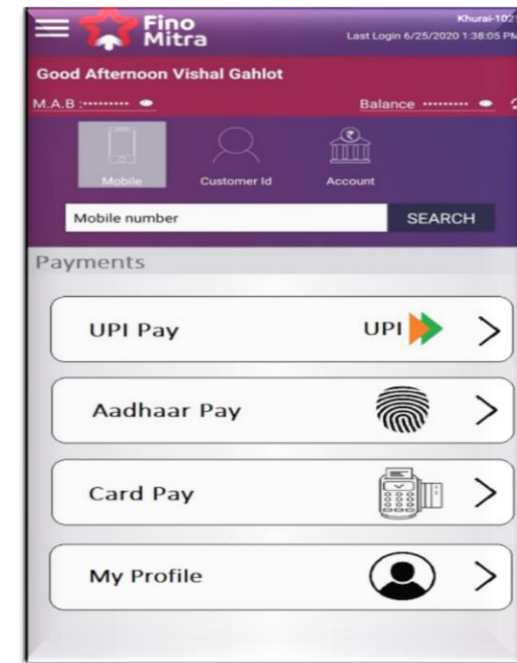 Fino
Mitra
Khurai-1021
Last Login 6/25/2020 1:38:05 PM
Good Afternoon Vishal Gahlot
M.A.B :•••••••••
Balance •••••••••
Mobile
Customer Id
Account
Mobile number
SEARCH
Payments
UPI Pay
UPI
Aadhaar Pay
Card Pay
My Profile